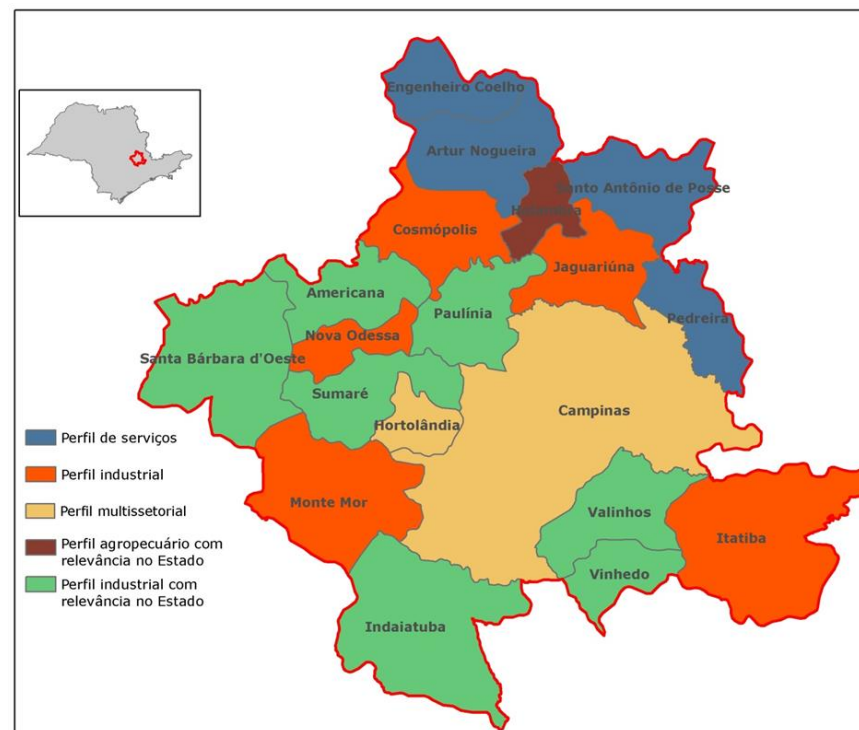 Engenheiro Coelho
Artur Nogueira
Santo Antônio de Posse
Holambra
Cosmópolis
Jaguariúna
Americana
Paulínia
Pedreira
Nova Odessa
Santa Bárbara d'Oeste
Sumaré
Campinas
Hortolândia
Perfil de serviços
Perfil industrial
Perfil multissetorial
Perfil agropecuário com
relevância no Estado
Perfil industrial com
relevância no Estado
Monte Mor
Valinhos
Itatiba
Vinhedo
Indaiatuba